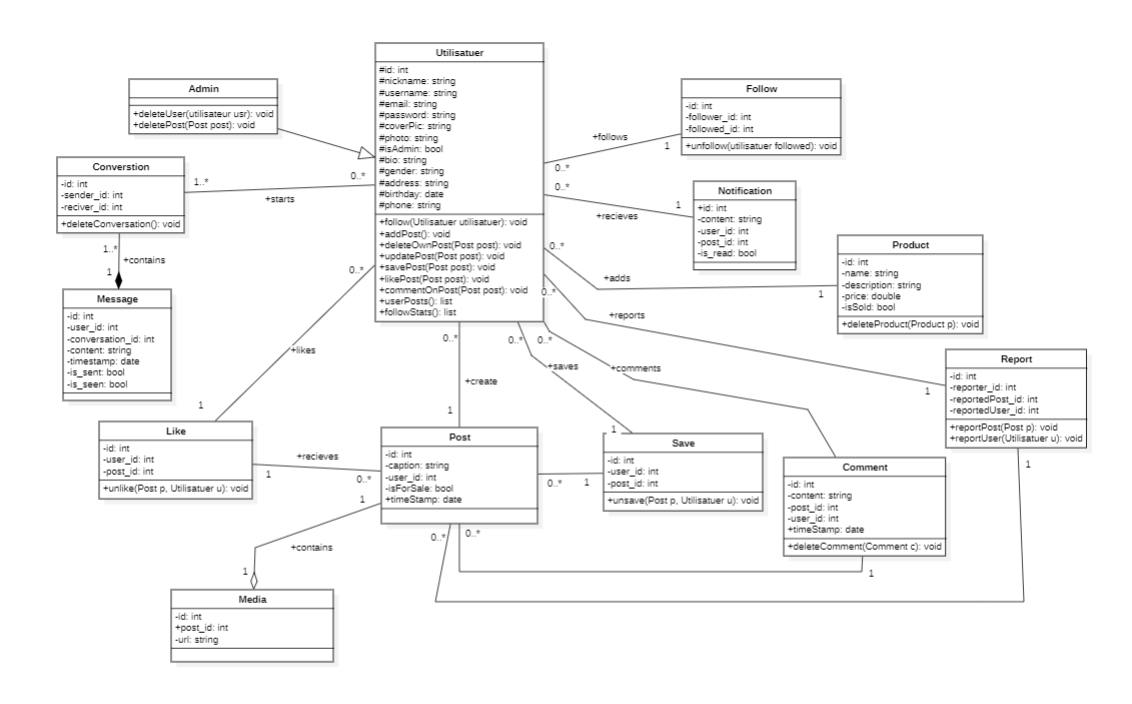 Utilisatuer
#id: int
#nickname: string
#username: string
#email: string
#password: string
#coverPic: string
#photo: string
#isAdmin: bool
#bio: string
#gender: string
#address: string
#birthday: date
#phone: string
+follow(Utilisatuer utilisatuer): void
+addPost(): void
+deleteOwnPost(Post post): void
+updatePost(Post post): void
+savePost(Post post): void
+likePost(Post post): void
+commentOnPost(Post post): void
+userPosts(): list
+followStats(): list
Admin
+deleteUser(utilisateur usr): void
+deletePost(Post post): void
Follow
-id: int
-follower_id: int
-followed_id: int
+unfollow(utilisatuer followed): void
+follows
1
0..*
Converstion
-id: int
-sender_id: int
-reciver_id: int
+deleteConversation(): void
1..*
0..*
+starts
Notification
+id: int
-content: string
-user_id: int
-post_id: int
-is_read: bool
0..*
1
+recieves
1..*
+contains
1
Message
-id: int
-user_id: int
-conversation_id: int
-content: string
-timestamp: date
-is_sent: bool
-is_seen: bool
Product
-id: int
-name: string
-description: string
-price: double
-isSold: bool
+deleteProduct(Product p): void
0..*
+adds
1
0..*
+reports
1
Report
-id: int
-reporter_id: int
-reportedPost_id: int
-reportedUser_id: int
+reportPost(Post p): void
+reportUser(Utilisatuer u): void
0..*
+likes
1
0..*
+create
1
0..*
+saves
1
0..*
+comments
Like
-id: int
-user_id: int
-post_id: int
+unlike(Post p, Utilisatuer u): void
+recieves
1
0..*
Post
-id: int
-caption: string
-user_id: int
-isForSale: bool
+timeStamp: date
Save
-id: int
-user_id: int
-post_id: int
+unsave(Post p, Utilisatuer u): void
0..*
1
Comment
-id: int
-content: string
-post_id: int
-user_id: int
+timeStamp: date
+deleteComment(Comment c): void
1
0..*
0..*
1
1
+contains
1
Media
-id: int
+post_id: int
-url: string